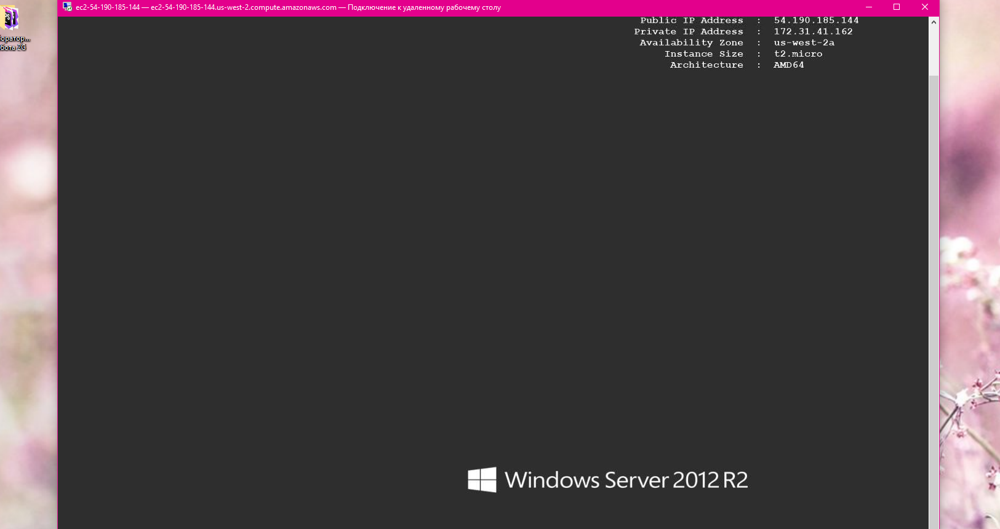 ec2-54-190-185-144 — ec2-54-190-185-144.us-west-2.compute.amazonaws.com — Подключение к удаленному рабочему столу
оратор...
бота 2G
Public IP Address : 54.190.185.144
Private IP Address : 172.31.41.162
Availability Zone : us-west-2a
Instance Size : t2.micro
Architecture : AMD64
Windows Server 2012 R2